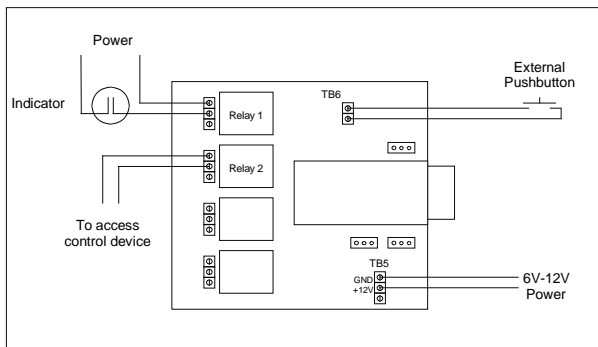 Power
Indicator
Relay 1
Relay 2
To access
control device
TB6
External
Pushbutton
TB5
GND
+12V
6V-12V
Power